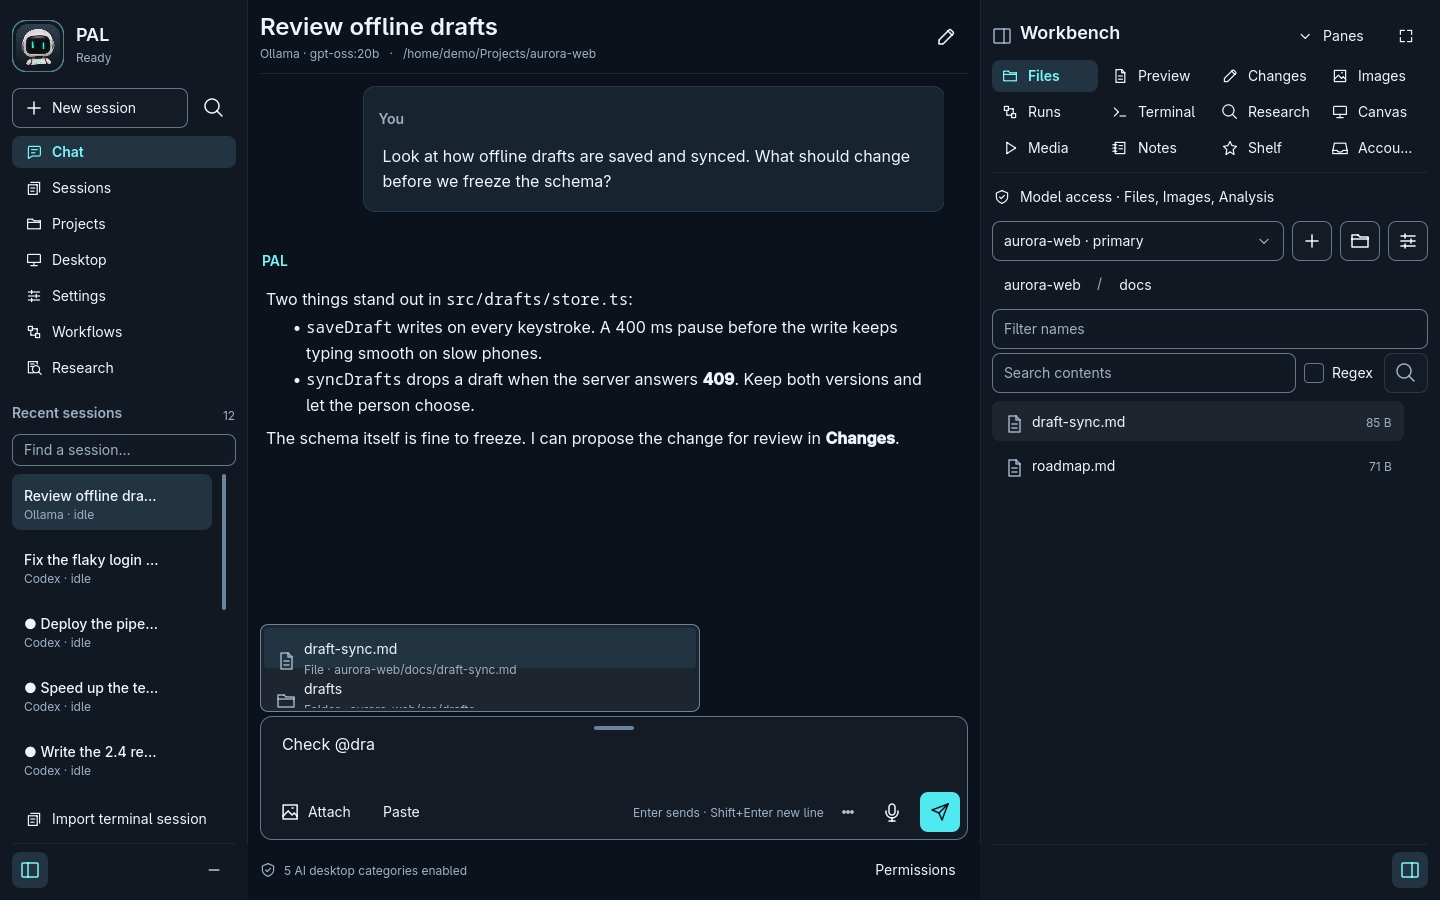 PAL
Ready
New session
Chat
Sessions
Projects
Desktop
Settings
Workflows
Research
Recent sessions 12
Find a session...
Review offline dra...
Ollama · idle
Fix the flaky login ...
Codex · idle
Deploy the pipe...
Codex · idle
Speed up the te...
Codex · idle
Write the 2.4 re...
Codex · idle
Import terminal session
Review offline drafts
Ollama · gpt-oss:20b · /home/demo/Projects/aurora-web
You
Look at how offline drafts are saved and synced. What should change
before we freeze the schema?
PAL
Two things stand out in src/drafts/store.ts:
• saveDraft writes on every keystroke. A 400 ms pause before the write keeps
typing smooth on slow phones.
• syncDrafts drops a draft when the server answers 409. Keep both versions and
let the person choose.
The schema itself is fine to freeze. I can propose the change for review in Changes.
draft-sync.md
File · aurora-web/docs/draft-sync.md
drafts
Folder · aurora-web/src/drafts
Check @dra
Attach Paste Enter sends · Shift+Enter new line
5 AI desktop categories enabled Permissions
Workbench Panes
Files Preview Changes Images
Runs Terminal Research Canvas
Media Notes Shelf Accou...
Model access · Files, Images, Analysis
aurora-web · primary
aurora-web / docs
Filter names
Search contents Regex
draft-sync.md 85 B
roadmap.md 71 B